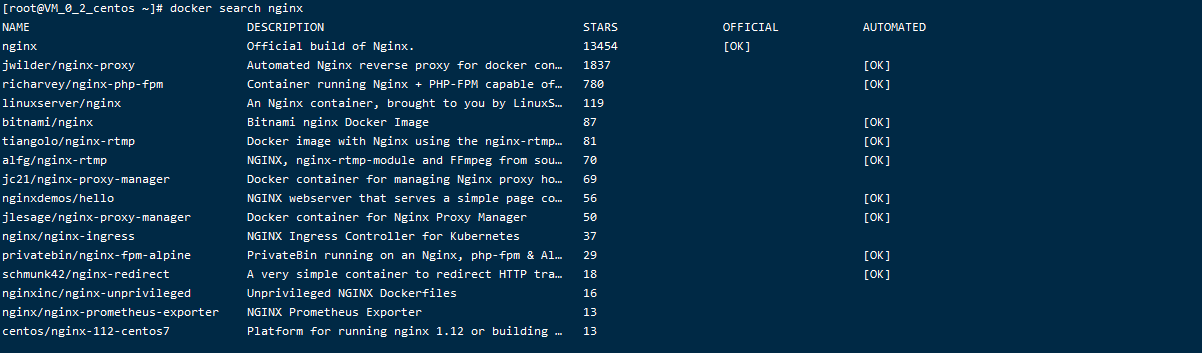 [root@VM_0_2_centos ~]# docker search nginx
NAME DESCRIPTION STARS OFFICIAL AUTOMATED
nginx Official build of Nginx. 13454 [OK]
jwilder/nginx-proxy Automated Nginx reverse proxy for docker con… 1837 [OK]
richarvey/nginx-php-fpm Container running Nginx + PHP-FPM capable of… 780 [OK]
linuxserver/nginx An Nginx container, brought to you by LinuxS… 119
bitnami/nginx Bitnami nginx Docker Image 87 [OK]
tiangolo/nginx-rtmp Docker image with Nginx using the nginx-rtmp… 81 [OK]
alfg/nginx-rtmp NGINX, nginx-rtmp-module and FFmpeg from sou… 70 [OK]
jc21/nginx-proxy-manager Docker container for managing Nginx proxy ho… 69
nginxdemos/hello NGINX webserver that serves a simple page co… 56 [OK]
jlesage/nginx-proxy-manager Docker container for Nginx Proxy Manager 50 [OK]
nginx/nginx-ingress NGINX Ingress Controller for Kubernetes 37
privatebin/nginx-fpm-alpine PrivateBin running on an Nginx, php-fpm & Al… 29 [OK]
schmunk42/nginx-redirect A very simple container to redirect HTTP tra… 18 [OK]
nginxinc/nginx-unprivileged Unprivileged NGINX Dockerfiles 16
nginx/nginx-prometheus-exporter NGINX Prometheus Exporter 13
centos/nginx-112-centos7 Platform for running nginx 1.12 or building … 13